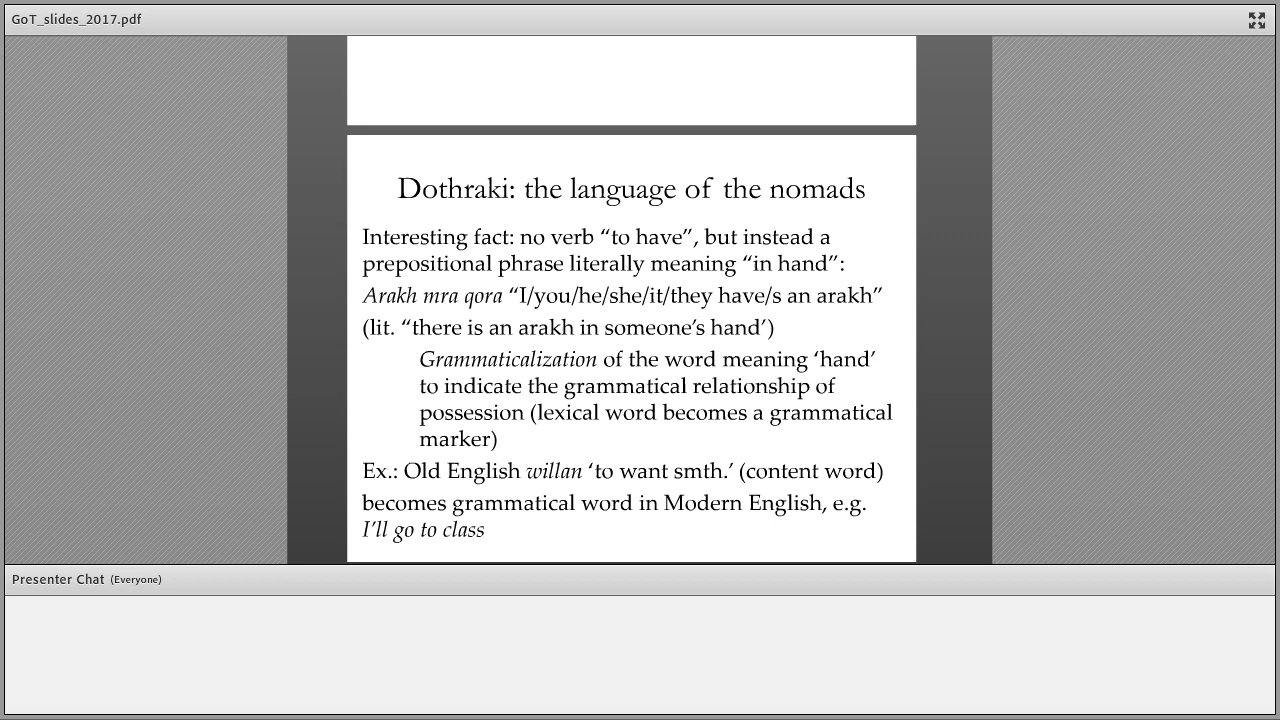 GoT_slides_2017.pdf
Dothraki: the language of the nomads
Interesting fact: no verb “to have”, but instead a
prepositional phrase literally meaning “in hand”:
Arakh mra qora “I/you/he/she/it/they have/s an arakh”
(lit. “there is an arakh in someone’s hand’)
Grammaticalization of the word meaning ‘hand’
to indicate the grammatical relationship of
possession (lexical word becomes a grammatical
marker)
Ex.: Old English willan ‘to want smth.’ (content word)
becomes grammatical word in Modern English, e.g.
I’ll go to class
Presenter Chat (Everyone)